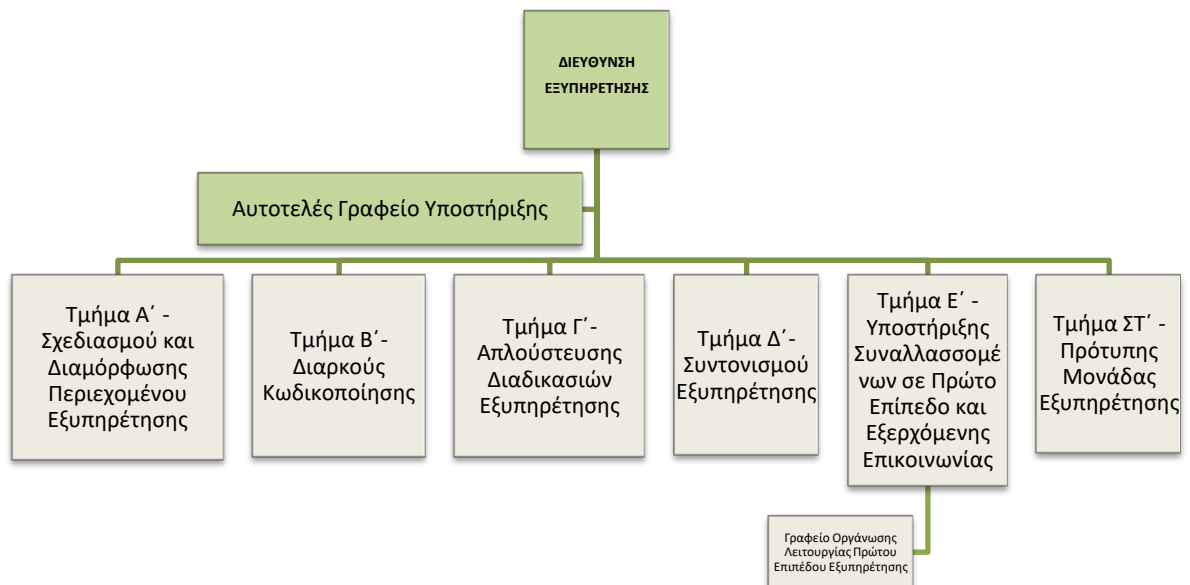 ΔΙΕΥΘΥΝΣΗ
ΕΞΥΠΗΡΕΤΗΣΗΣ
Αυτοτελές Γραφείο Υποστήριξης
Τμήμα Α΄ -
Σχεδιασμού και
Διαμόρφωσης
Περιεχομένου
Εξυπηρέτησης
Τμήμα Β΄-
Διαρκούς
Κωδικοποίησης
Τμήμα Γ΄-
Απλούστευσης
Διαδικασιών
Εξυπηρέτησης
Τμήμα Δ΄-
Συντονισμού
Εξυπηρέτησης
Τμήμα Ε΄ -
Υποστήριξης
Συναλλασσομέ
νων σε Πρώτο
Επίπεδο και
Εξερχόμενης
Επικοινωνίας
Τμήμα ΣΤ΄ -
Πρότυπης
Μονάδας
Εξυπηρέτησης
Γραφείο Οργάνωσης
Λειτουργίας Πρώτου
Επιπέδου Εξυπηρέτησης